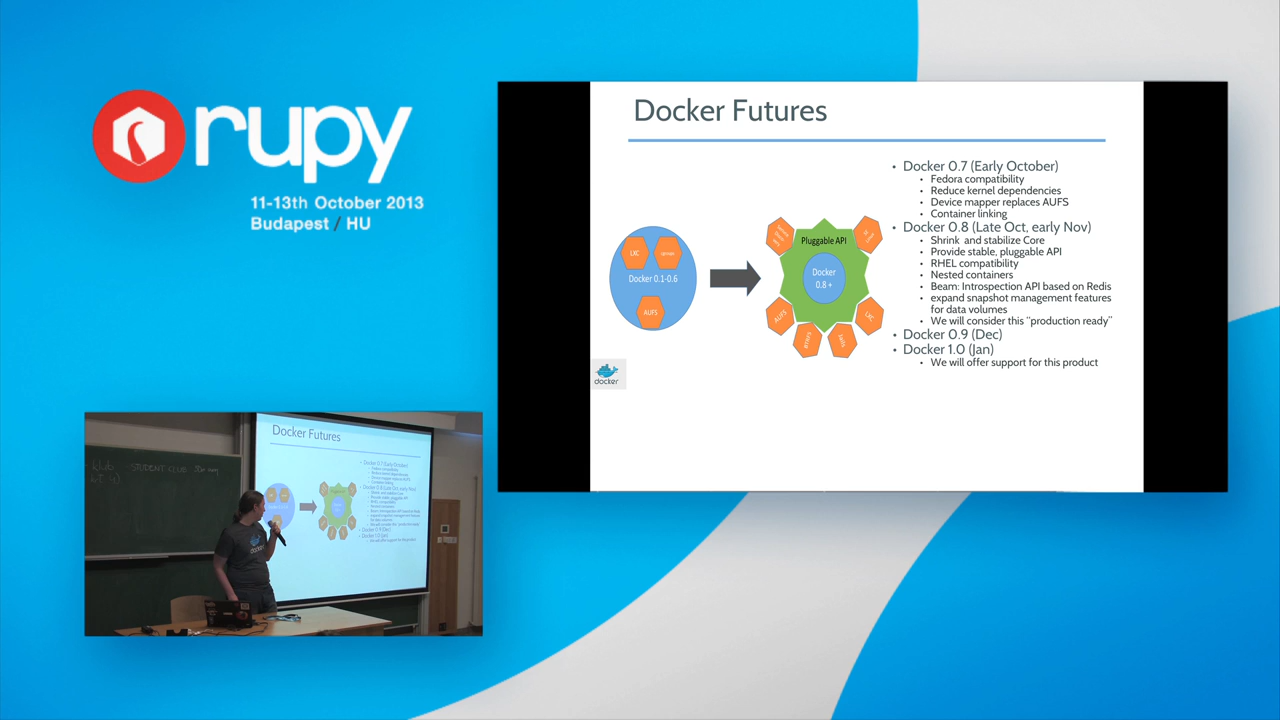 rupy
11-13th October 2013
Budapest / HU
Docker Futures
LXC
Docker 0.1-0.6
AUFS
Pluggable API
Docker
0.8 +
AUFS
BTRFS
Jails
LXC
docker
• Docker 0.7 (Early October)
• Fedora compatibility
• Reduce kernel dependencies
• Device mapper replaces AUFS
• Container linking
• Docker 0.8 (Late Oct, early Nov)
• Shrink and stabilize Core
• Provide stable, pluggable API
• RHEL compatibility
• Nested containers
• Beam: Introspection API based on Redis
• expand snapshot management features
for data volumes
• We will consider this “production ready”
• Docker 0.9 (Dec)
• Docker 1.0 (Jan)
• We will offer support for this product
STUDENT CLUB
Docker Futures
docker